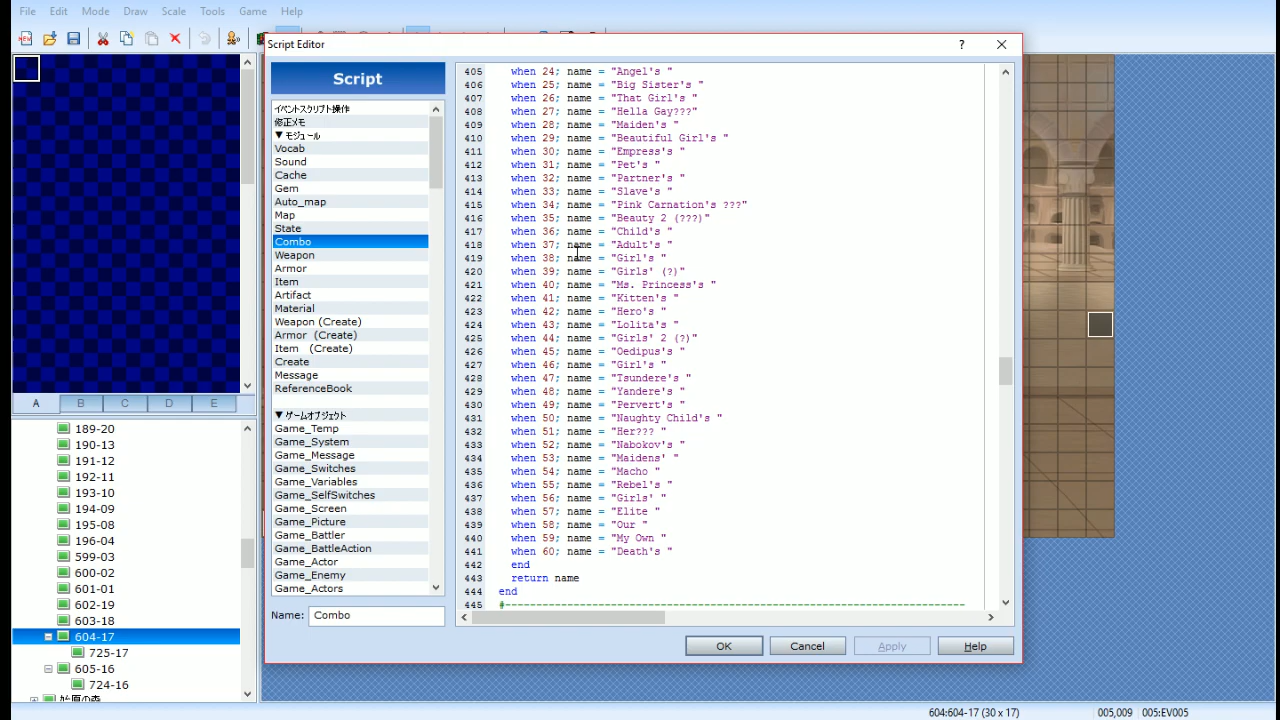 File Edit Mode Draw Scale Tools Game Help
Script Editor
?
Script
イベントスクリプト操作
修正メモ
▼ モジュール
Vocab
Sound
Cache
Gem
Auto_map
Map
State
Combo
Weapon
Armor
Item
Artifact
Material
Weapon (Create)
Armor (Create)
Item (Create)
Create
Message
ReferenceBook
▼ ゲームオブジェクト
Game_Temp
Game_System
Game_Message
Game_Switches
Game_Variables
Game_SelfSwitches
Game_Screen
Game_Picture
Game_Battler
Game_BattleAction
Game_Actor
Game_Enemy
Game_Actors
Name: Combo
405 when 24; name = "Angel's "
406 when 25; name = "Big Sister's "
407 when 26; name = "That Girl's "
408 when 27; name = "Hella Gay???"
409 when 28; name = "Maiden's "
410 when 29; name = "Beautiful Girl's "
411 when 30; name = "Empress's "
412 when 31; name = "Pet's "
413 when 32; name = "Partner's "
414 when 33; name = "Slave's "
415 when 34; name = "Pink Carnation's ???"
416 when 35; name = "Beauty 2 (???)"
417 when 36; name = "Child's "
418 when 37; name = "Adult's "
419 when 38; name = "Girl's "
420 when 39; name = "Girls' (?)"
421 when 40; name = "Ms. Princess's "
422 when 41; name = "Kitten's "
423 when 42; name = "Hero's "
424 when 43; name = "Lolita's "
425 when 44; name = "Girls' 2 (?)"
426 when 45; name = "Oedipus's "
427 when 46; name = "Girl's "
428 when 47; name = "Tsundere's "
429 when 48; name = "Yandere's "
430 when 49; name = "Pervert's "
431 when 50; name = "Naughty Child's "
432 when 51; name = "Her??? "
433 when 52; name = "Nabokov's "
434 when 53; name = "Maidens' "
435 when 54; name = "Macho "
436 when 55; name = "Rebel's "
437 when 56; name = "Girls' "
438 when 57; name = "Elite "
439 when 58; name = "Our "
440 when 59; name = "My Own "
441 when 60; name = "Death's "
442 end
443 return name
444 end
445 #--------------------------------------------------------------------------
OK Cancel Apply Help
A B C D E
189-20
190-13
191-12
192-11
193-10
194-09
195-08
196-04
599-03
600-02
601-01
602-19
603-18
604-17
725-17
605-16
724-16
604:604-17 (30 x 17) 005,009 005:EV005